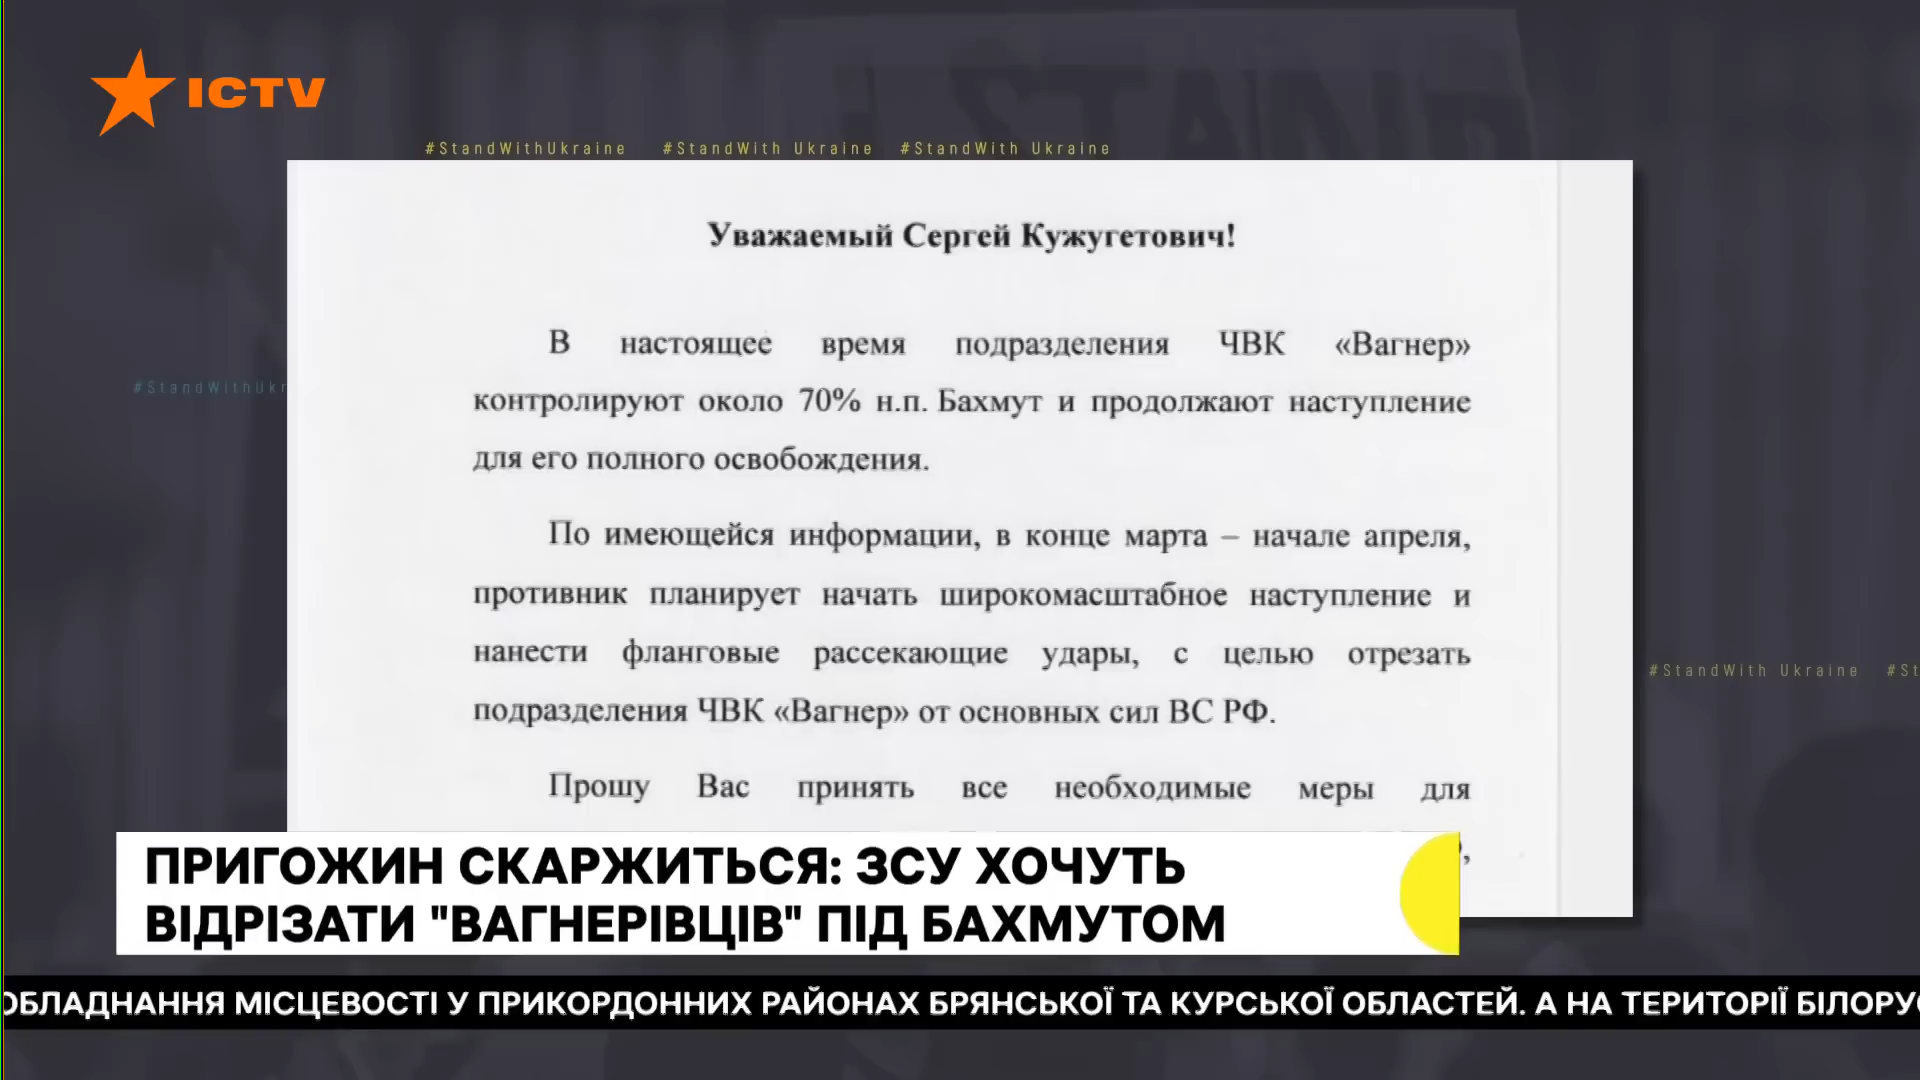 ICTV
#StandWithUkraine #StandWith Ukraine #StandWith Ukraine
Уважаемый Сергей Кужугетович!
В настоящее время подразделения ЧВК «Вагнер»
контролируют около 70% н.п. Бахмут и продолжают наступление
#StandWithUkr
для его полного освобождения.
По имеющейся информации, в конце марта – начале апреля,
противник планирует начать широкомасштабное наступление и
нанести фланговые рассекающие удары, с целью отрезать
#StandWith Ukraine #St
подразделения ЧВК «Вагнер» от основных сил ВС РФ.
Прошу Вас принять все необходимые меры для
ПРИГОЖИН СКАРЖИТЬСЯ: ЗСУ ХОЧУТЬ
ВІДРІЗАТИ "ВАГНЕРІВЦІВ" ПІД БАХМУТОМ
ОБЛАДНАННЯ МІСЦЕВОСТІ У ПРИКОРДОННИХ РАЙОНАХ БРЯНСЬКОЇ ТА КУРСЬКОЇ ОБЛАСТЕЙ. А НА ТЕРИТОРІЇ БІЛОРУС